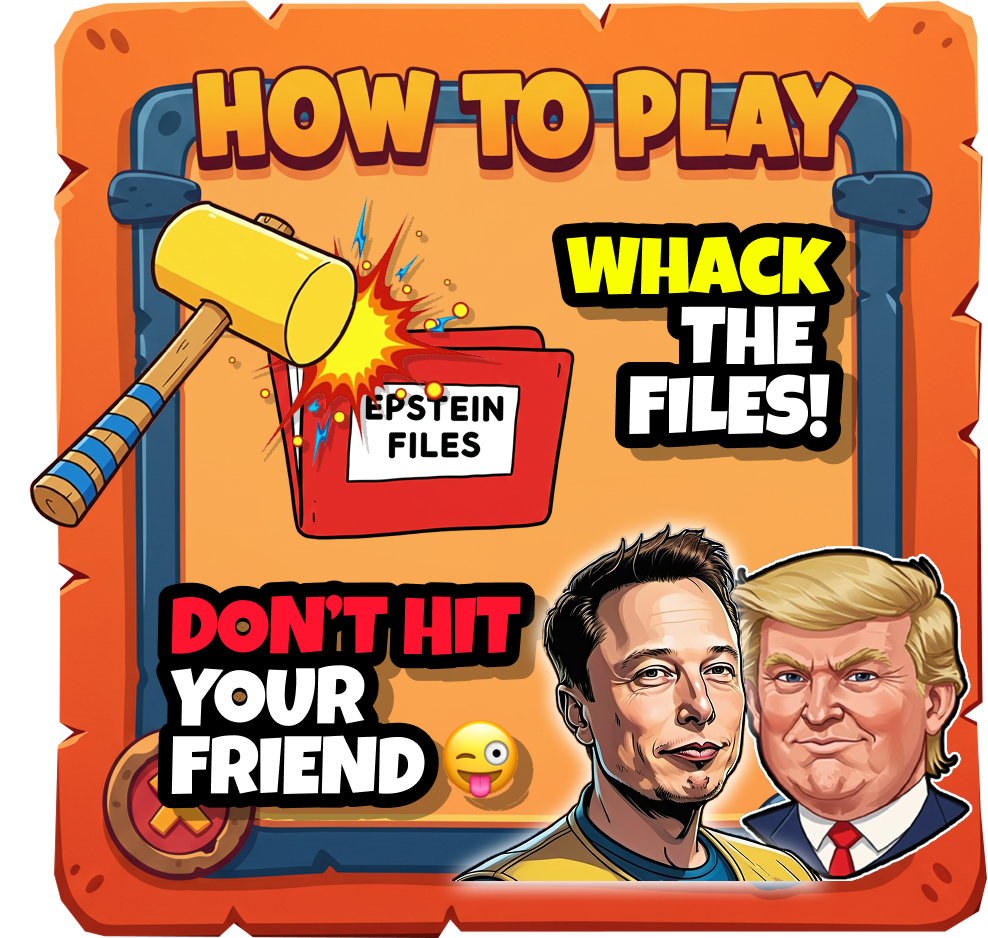 HOW TO PLAY
WHACK
THE
FILES!
EPSTEIN
FILES
DON'T HIT
YOUR
FRIEND